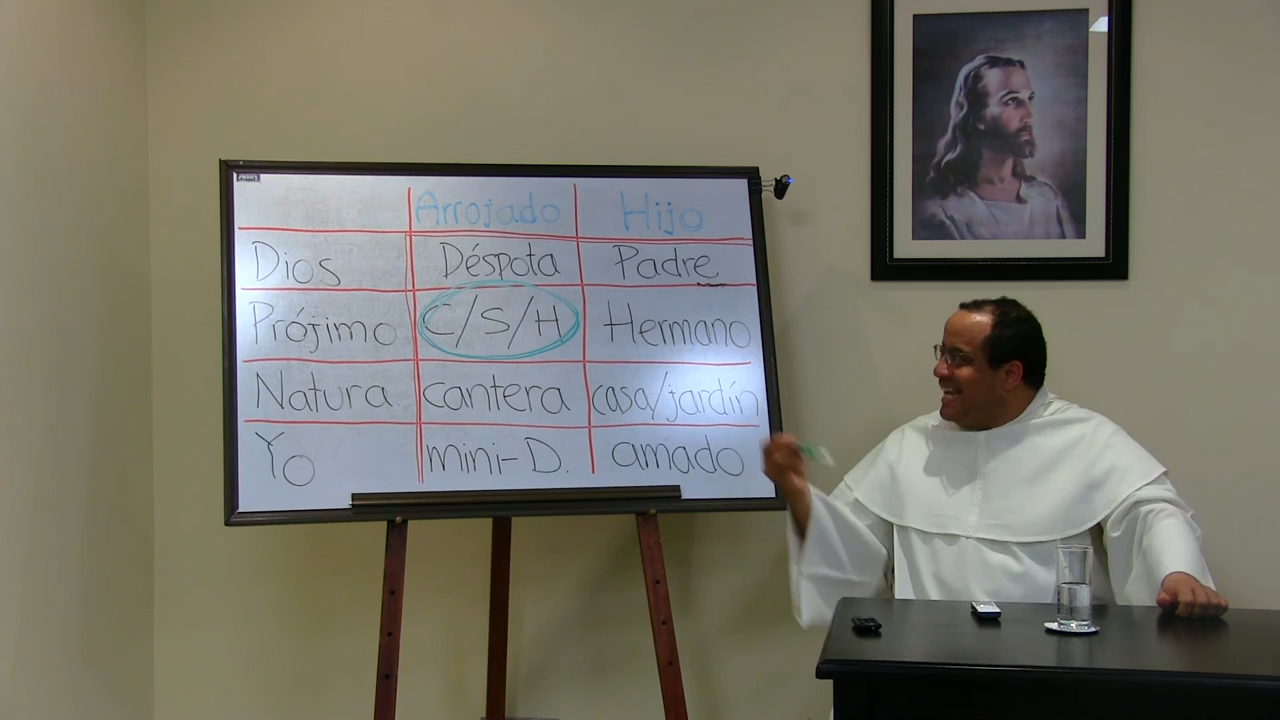 Arrojado Hijo
Dios Déspota Padre
Prójimo C/S/H Hermano
Natura cantera casa/jardín
Yo mini-D. amado